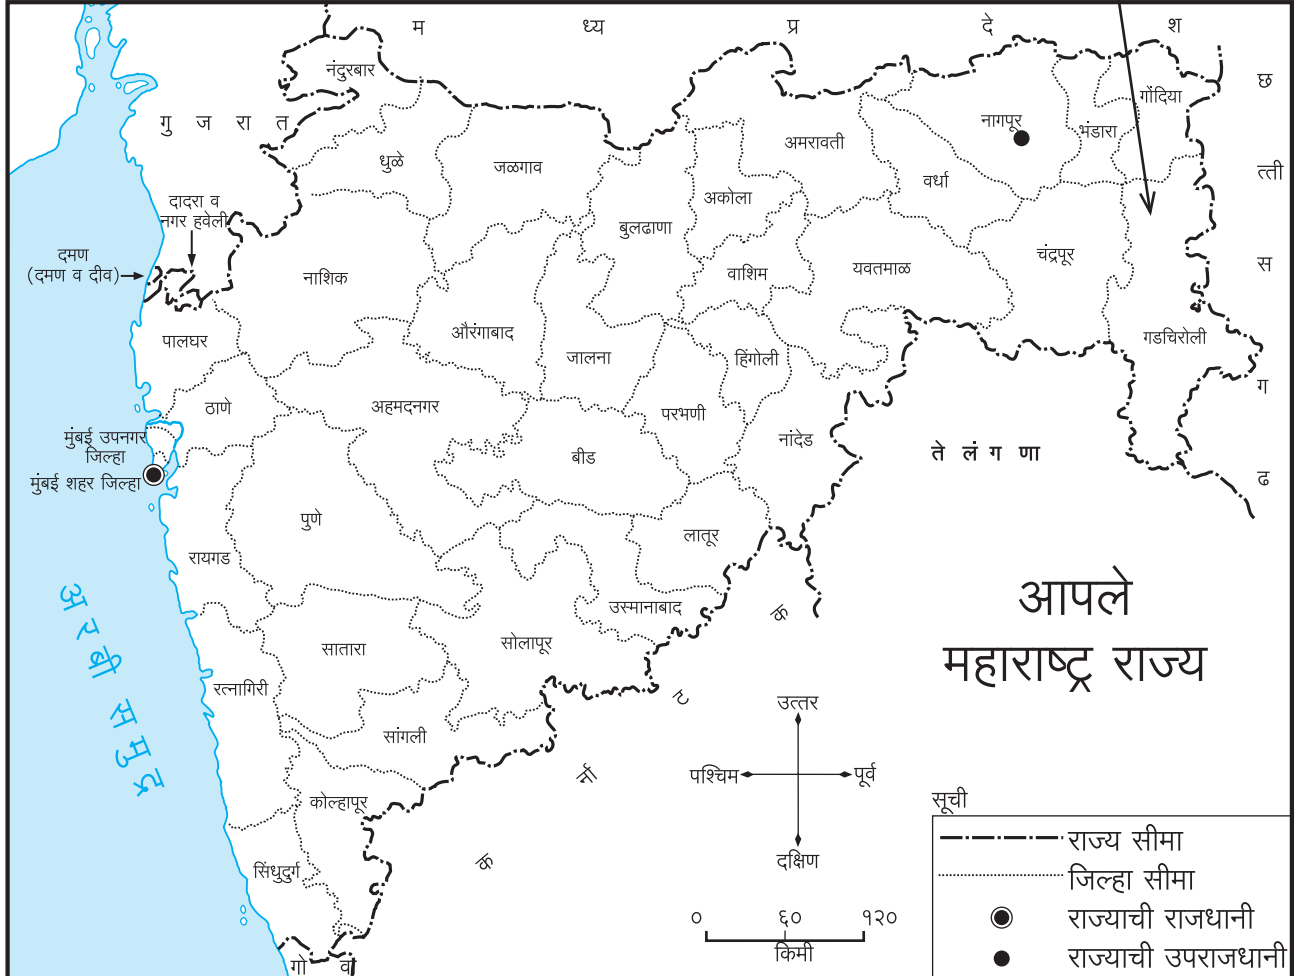 म ध्य प्र दे श
छ
त्ती
स
ग
ढ
गु ज रा त
नंदुरबार
धुळे
जळगाव
अमरावती
नागपूर
भंडारा
गोंदिया
वर्धा
अकोला
बुलढाणा
दादरा व
नगर हवेली
दमण
(दमण व दीव)
नाशिक
वाशिम
यवतमाळ
चंद्रपूर
गडचिरोली
पालघर
औरंगाबाद
जालना
हिंगोली
ठाणे
अहमदनगर
परभणी
नांदेड
मुंबई उपनगर
जिल्हा
मुंबई शहर जिल्हा
बीड
ते लं ग णा
पुणे
लातूर
रायगड
उस्मानाबाद
सोलापूर
सातारा
रत्नागिरी
सांगली
कोल्हापूर
सिंधुदुर्ग
गो वा
अ र बी स मु द्र
क
र्ना
ट
क
आपले
महाराष्ट्र राज्य
उत्तर
पश्चिम
पूर्व
दक्षिण
० ६० १२०
किमी
सूची
राज्य सीमा
जिल्हा सीमा
राज्याची राजधानी
राज्याची उपराजधानी